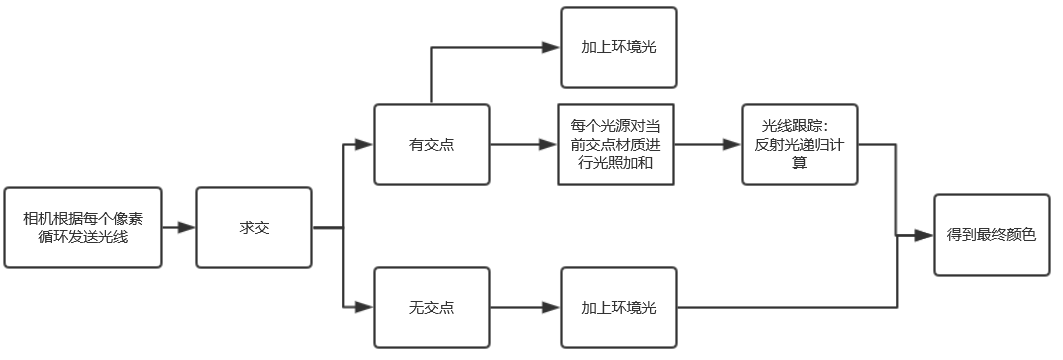 加上环境光
有交点
每个光源对当
前交点材质进
行光照加和
光线跟踪：
反射光递归计
算
相机根据每个像素
循环发送光线
求交
得到最终颜色
无交点
加上环境光